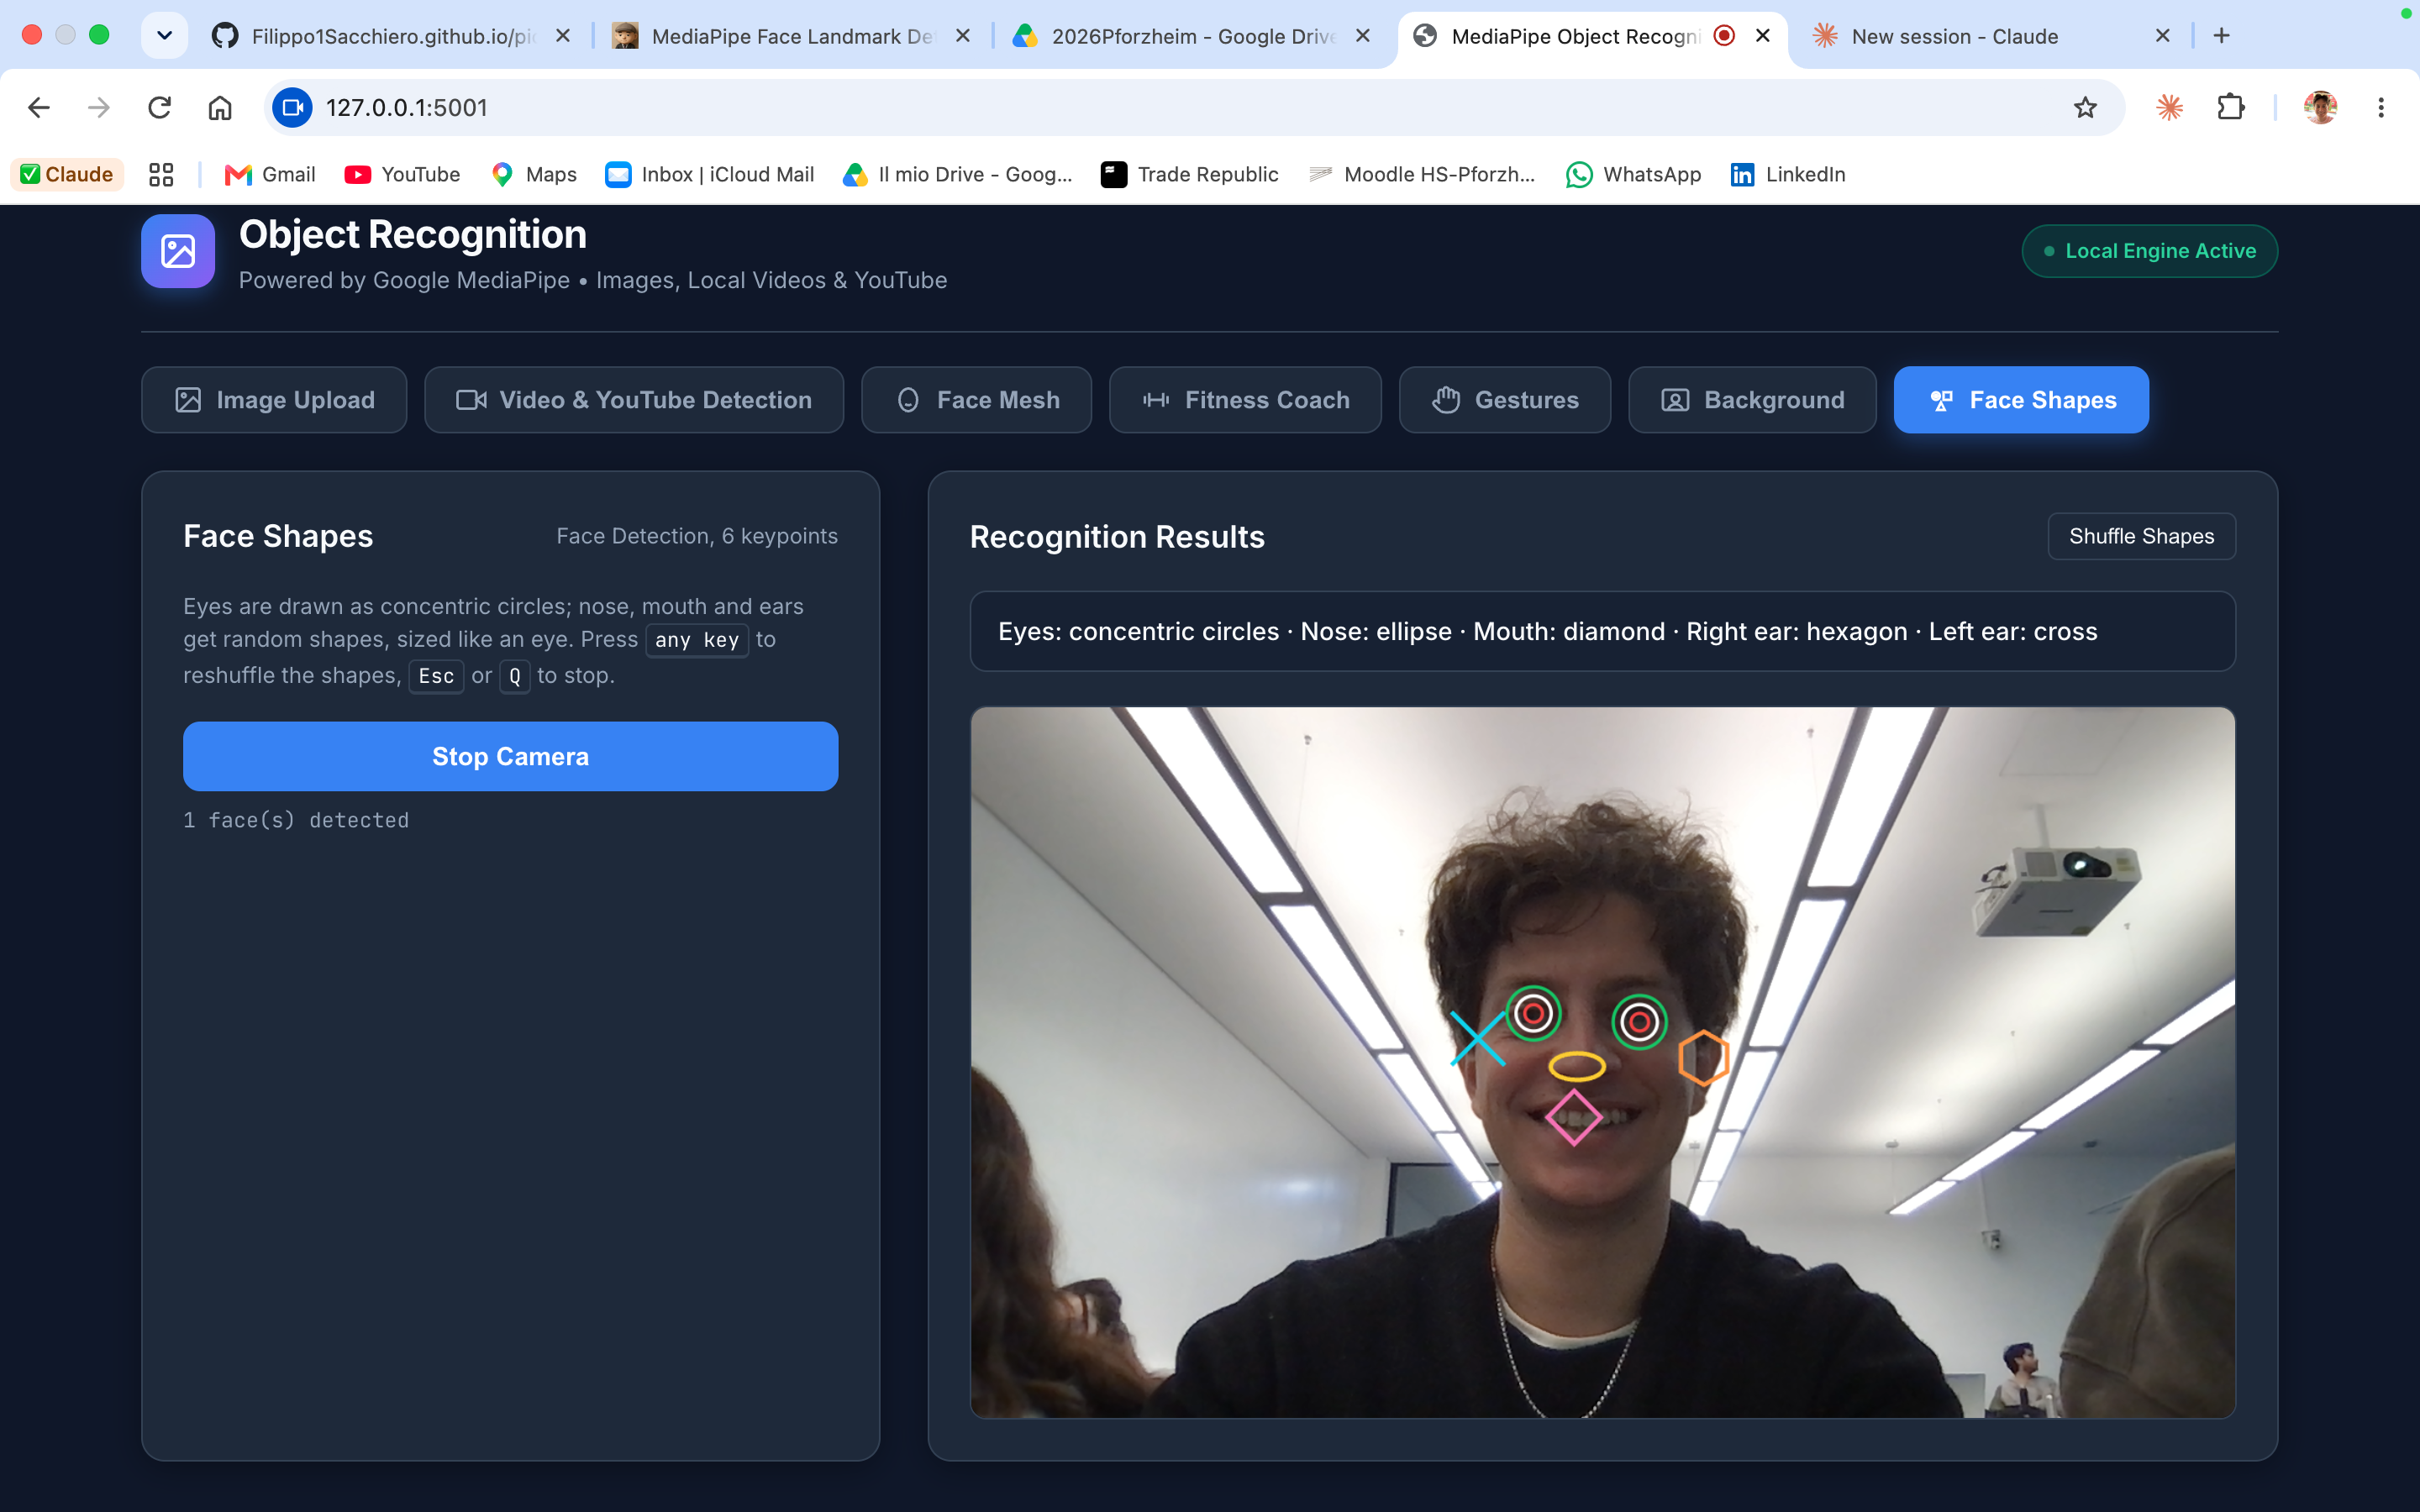 Filippo1Sacchiero.github.io/pi
MediaPipe Face Landmark De
2026Pforzheim - Google Drive
MediaPipe Object Recogni
New session - Claude
127.0.0.1:5001
Claude
Gmail
YouTube
Maps
Inbox | iCloud Mail
Il mio Drive - Goog...
Trade Republic
Moodle HS-Pforzh...
WhatsApp
LinkedIn
Object Recognition
Powered by Google MediaPipe • Images, Local Videos & YouTube
Local Engine Active
Image Upload
Video & YouTube Detection
Face Mesh
Fitness Coach
Gestures
Background
Face Shapes
Face Shapes
Face Detection, 6 keypoints
Eyes are drawn as concentric circles; nose, mouth and ears
get random shapes, sized like an eye. Press any key to
reshuffle the shapes, Esc or Q to stop.
Stop Camera
1 face(s) detected
Recognition Results
Shuffle Shapes
Eyes: concentric circles · Nose: ellipse · Mouth: diamond · Right ear: hexagon · Left ear: cross